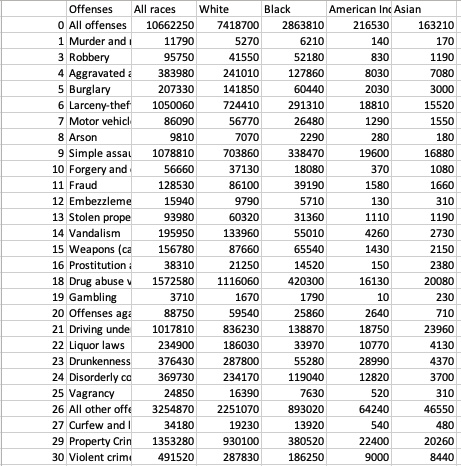 Offenses All races White Black American Inc Asian
0 All offenses 10662250 7418700 2863810 216530 163210
1 Murder and 11790 5270 6210 140 170
3 Robbery 95750 41550 52180 830 1190
4 Aggravated a 383980 241010 127860 8030 7080
5 Burglary 207330 141850 60440 2030 3000
6 Larceny-thef 1050060 724410 291310 18810 15520
7 Motor vehicl 86090 56770 26480 1290 1550
8 Arson 9810 7070 2290 280 180
9 Simple assau 1078810 703860 338470 19600 16880
10 Forgery and 56660 37130 18080 370 1080
11 Fraud 128530 86100 39190 1580 1660
12 Embezzleme 15940 9790 5710 130 310
13 Stolen prope 93980 60320 31360 1110 1190
14 Vandalism 195950 133960 55010 4260 2730
15 Weapons (ca 156780 87660 65540 1430 2150
16 Prostitution a 38310 21250 14520 150 2380
18 Drug abuse v 1572580 1116060 420300 16130 20080
19 Gambling 3710 1670 1790 10 230
20 Offenses aga 88750 59540 25860 2640 710
21 Driving unde 1017810 836230 138870 18750 23960
22 Liquor laws 234900 186030 33970 10770 4130
23 Drunkenness 376430 287800 55280 28990 4370
24 Disorderly co 369730 234170 119040 12820 3700
25 Vagrancy 24850 16390 7630 520 310
26 All other offe 3254870 2251070 893020 64240 46550
27 Curfew and l 34180 19230 13920 540 480
29 Property Crin 1353280 930100 380520 22400 20260
30 Violent crime 491520 287830 186250 9000 8440